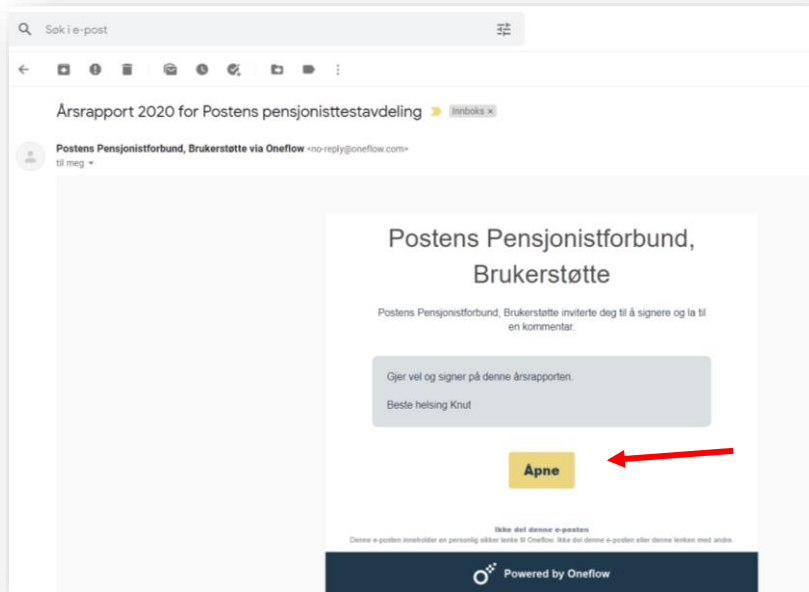 Søk i e-post
Årsrapport 2020 for Postens pensjonisttestavdeling Innboks ×
Postens Pensjonistforbund, Brukerstøtte via Oneflow <no-reply@oneflow.com>
til meg
Postens Pensjonistforbund,
Brukerstøtte
Postens Pensjonistforbund, Brukerstøtte inviterte deg til å signere og la til
en kommentar.
Gjer vel og signer på denne årsrapporten.
Beste helsing Knut
Åpne
Ikke del denne e-posten
Denne e-posten inneholder en personlig sikker lenke til Oneflow. Ikke del denne e-posten eller denne lenken med andre.
Powered by Oneflow